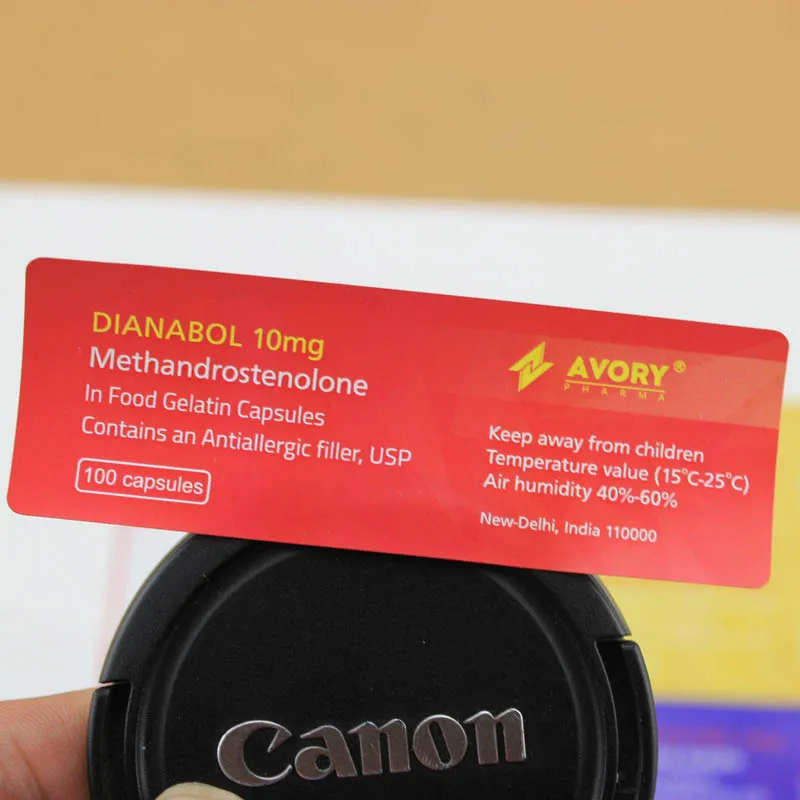 DIANABOL 10mg
Methandrostenolone
In Food Gelatin Capsules
Contains an Antiallergic filler, USP
100 capsules
AVORY®
PHARMA
Keep away from children
Temperature value (15°C-25°C)
Air humidity 40%-60%
New-Delhi, India 110000
Canon